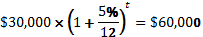 $30,000 × (1 + 5%/12)^t = $60,000